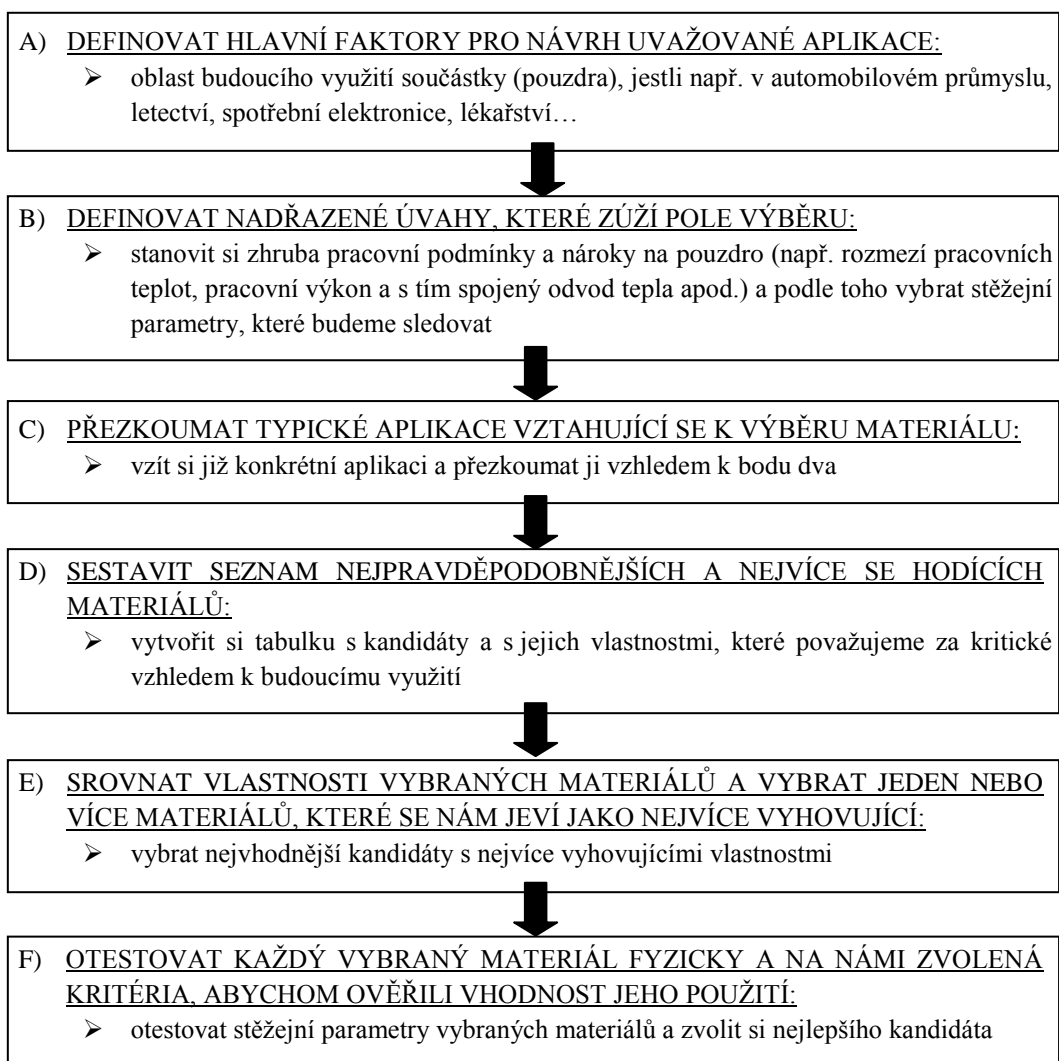 A) DEFINOVAT HLAVNÍ FAKTORY PRO NÁVRH UVAŽOVANÉ APLIKACE:
➢ oblast budoucího využití součástky (pouzdra), jestli např. v automobilovém průmyslu,
letectví, spotřební elektronice, lékařství…
B) DEFINOVAT NADŘAZENÉ ÚVAHY, KTERÉ ZÚŽÍ POLE VÝBĚRU:
➢ stanovit si zhruba pracovní podmínky a nároky na pouzdro (např. rozmezí pracovních
teplot, pracovní výkon a s tím spojený odvod tepla apod.) a podle toho vybrat stěžejní
parametry, které budeme sledovat
C) PŘEZKOUMAT TYPICKÉ APLIKACE VZTAHUJÍCÍ SE K VÝBĚRU MATERIÁLU:
➢ vzít si již konkrétní aplikaci a přezkoumat ji vzhledem k bodu dva
D) SESTAVIT SEZNAM NEJPRAVDĚPODOBNĚJŠÍCH A NEJVÍCE SE HODÍCÍCH
MATERIÁLŮ:
➢ vytvořit si tabulku s kandidáty a s jejich vlastnostmi, které považujeme za kritické
vzhledem k budoucímu využití
E) SROVNAT VLASTNOSTI VYBRANÝCH MATERIÁLŮ A VYBRAT JEDEN NEBO
VÍCE MATERIÁLŮ, KTERÉ SE NÁM JEVÍ JAKO NEJVÍCE VYHOVUJÍCÍ:
➢ vybrat nejvhodnější kandidáty s nejvíce vyhovujícími vlastnostmi
F) OTESTOVAT KAŽDÝ VYBRANÝ MATERIÁL FYZICKY A NA NÁMI ZVOLENÁ
KRITÉRIA, ABYCHOM OVĚŘILI VHODNOST JEHO POUŽITÍ:
➢ otestovat stěžejní parametry vybraných materiálů a zvolit si nejlepšího kandidáta